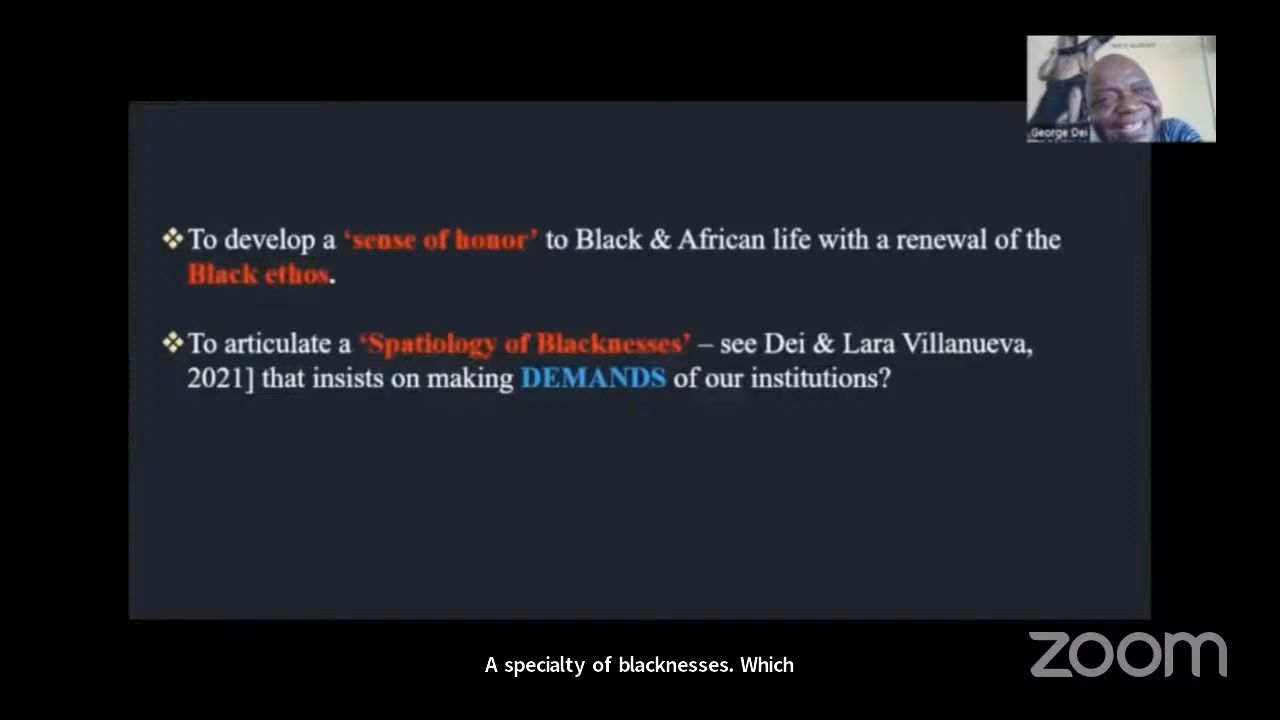 George Dei
❖To develop a ‘sense of honor’ to Black & African life with a renewal of the
Black ethos.
❖To articulate a ‘Spatiology of Blacknesses’ – see Dei & Lara Villanueva,
2021] that insists on making DEMANDS of our institutions?
A specialty of blacknesses. Which
zoom